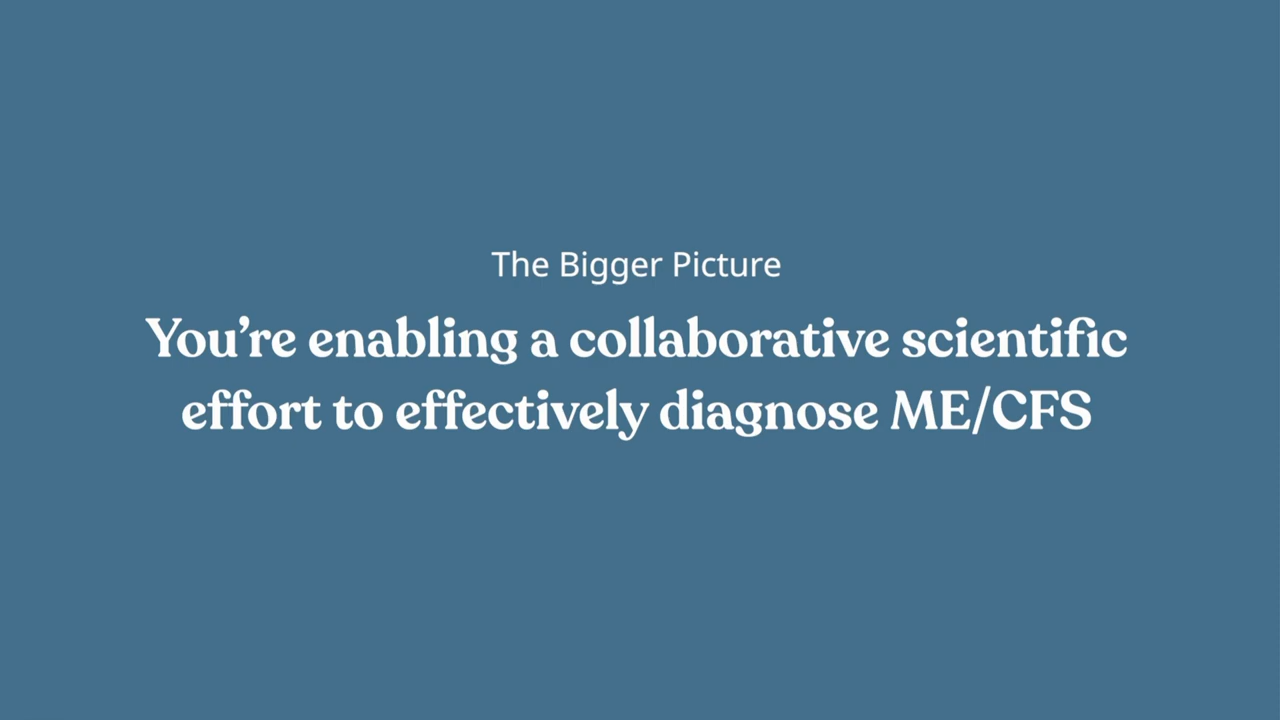 The Bigger Picture
You’re enabling a collaborative scientific
effort to effectively diagnose ME/CFS